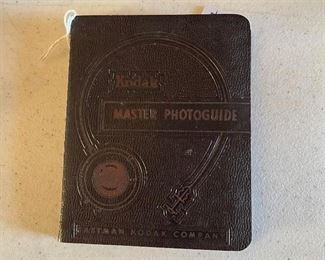 Kodak
MASTER PHOTOGUIDE
EASTMAN KODAK COMPANY